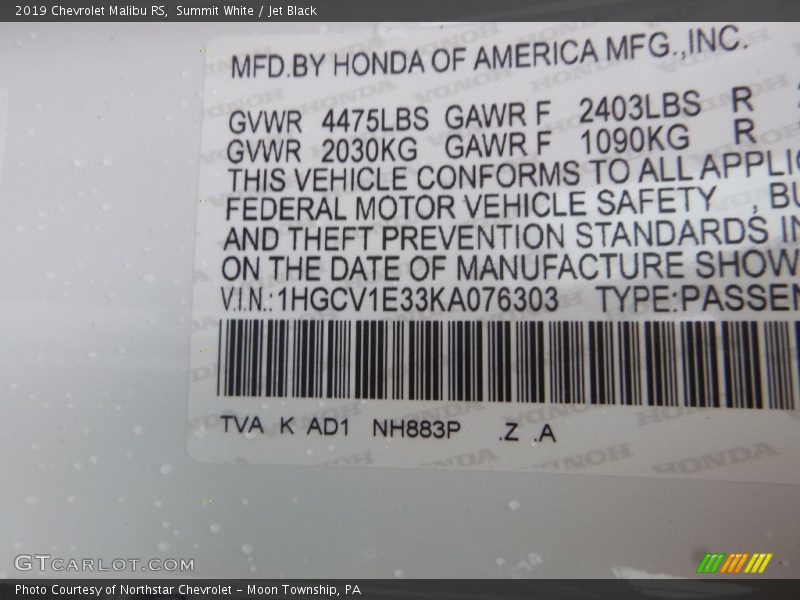 2019 Chevrolet Malibu RS,  Summit White / Jet Black
MFD.BY HONDA OF AMERICA MFG.,INC.
GVWR 4475LBS GAWR F 2403LBS R
GVWR 2030KG GAWR F 1090KG R
THIS VEHICLE CONFORMS TO ALL APPLIC
FEDERAL MOTOR VEHICLE SAFETY , BU
AND THEFT PREVENTION STANDARDS IN
ON THE DATE OF MANUFACTURE SHOW
V.I.N.:1HGCV1E33KA076303 TYPE:PASSEN
TVA K AD1 NH883P .Z .A
GTCARLOT.COM
Photo Courtesy of Northstar Chevrolet – Moon Township, PA